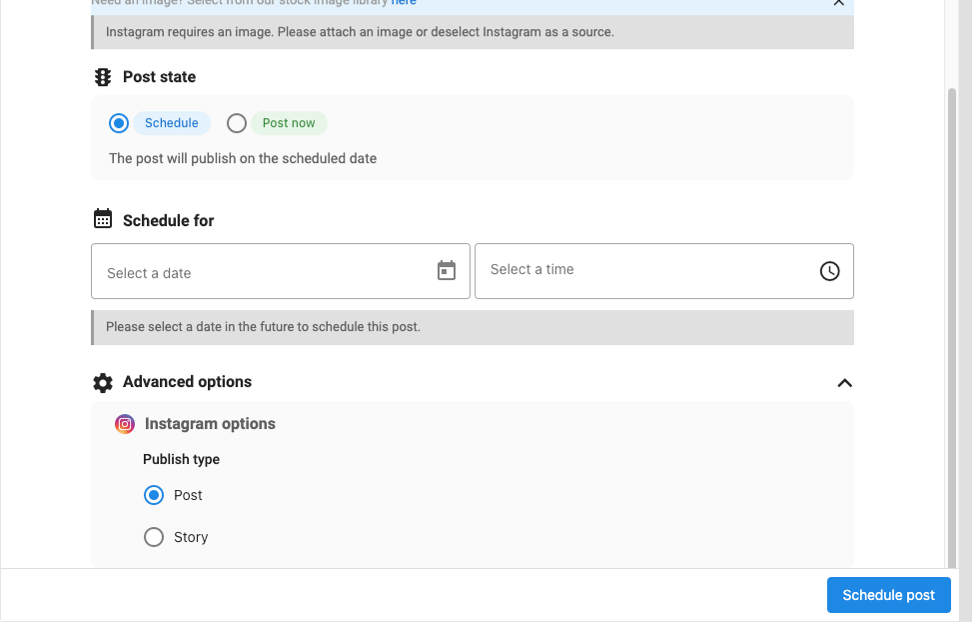 Need an image? Select from our stock image library here
Instagram requires an image. Please attach an image or deselect Instagram as a source.
Post state
Schedule
Post now
The post will publish on the scheduled date
Schedule for
Select a date
Select a time
Please select a date in the future to schedule this post.
Advanced options
Instagram options
Publish type
Post
Story
Schedule post